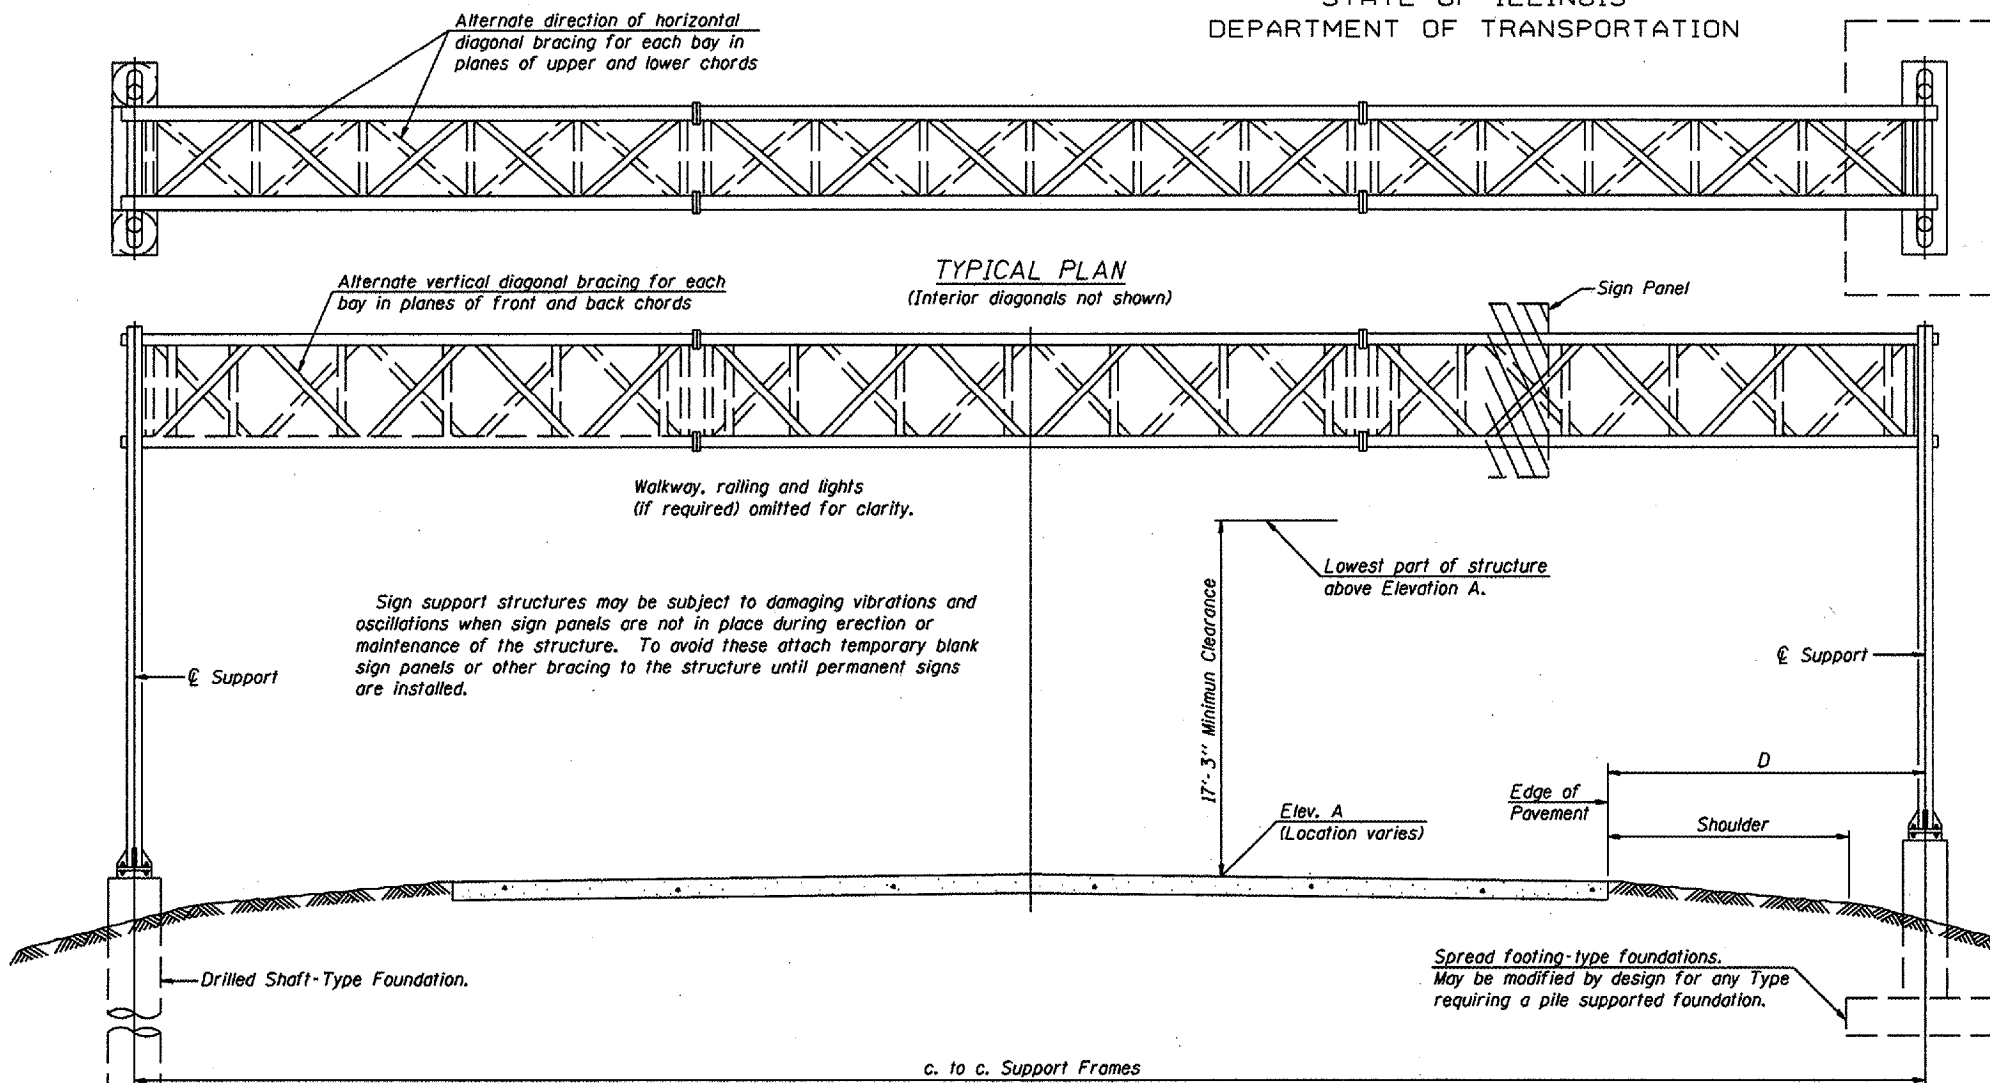 STATE OF ILLINOIS
DEPARTMENT OF TRANSPORTATION
Alternate direction of horizontal
diagonal bracing for each bay in
planes of upper and lower chords
TYPICAL PLAN
(Interior diagonals not shown)
Alternate vertical diagonal bracing for each
bay in planes of front and back chords
Sign Panel
Walkway, railing and lights
(if required) omitted for clarity.
Lowest part of structure
above Elevation A.
17'-3" Minimun Clearance
Sign support structures may be subject to damaging vibrations and
oscillations when sign panels are not in place during erection or
maintenance of the structure. To avoid these attach temporary blank
sign panels or other bracing to the structure until permanent signs
are installed.
℄ Support
℄ Support
D
Edge of
Pavement
Shoulder
Elev. A
(Location varies)
Drilled Shaft-Type Foundation.
Spread footing-type foundations.
May be modified by design for any Type
requiring a pile supported foundation.
c. to c. Support Frames